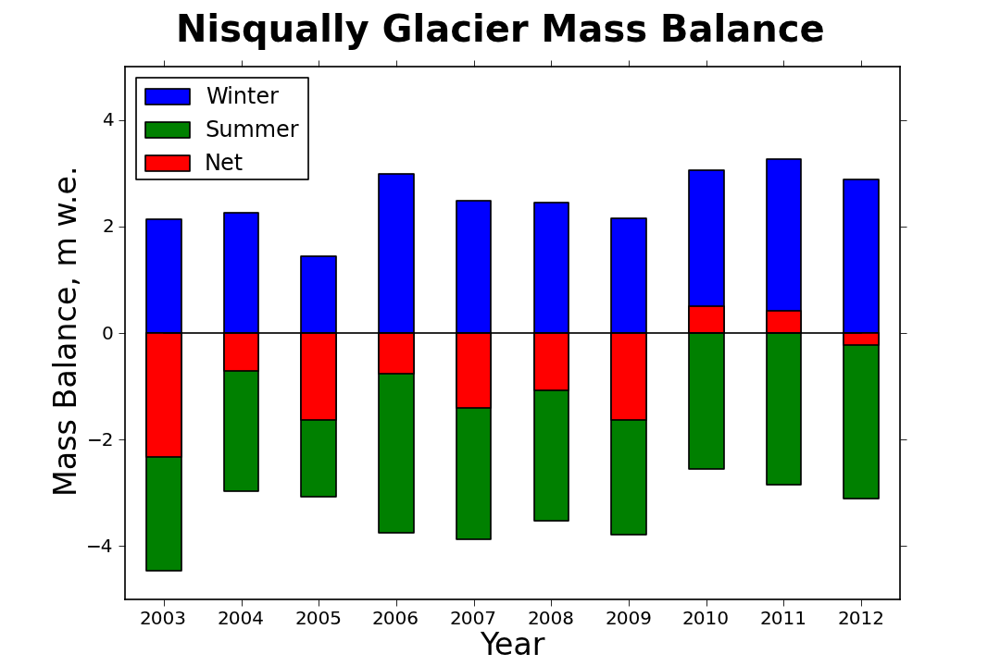 Nisqually Glacier Mass Balance
Winter
Summer
Net
Mass Balance, m w.e.
4
2
0
−2
−4
2003 2004 2005 2006 2007 2008 2009 2010 2011 2012
Year